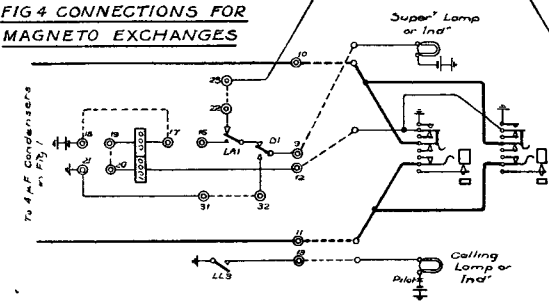 FIG 4 CONNECTIONS FOR
MAGNETO EXCHANGES
Super'' Lamp
or Ind''
10
23
22
18
19
17
16
LA1
D1
9
12
21
20
1000
1000
31
32
To 4 µF Condensers
on Fig 1
11
13
LL3
Calling
Lamp or
Ind''
Pilot